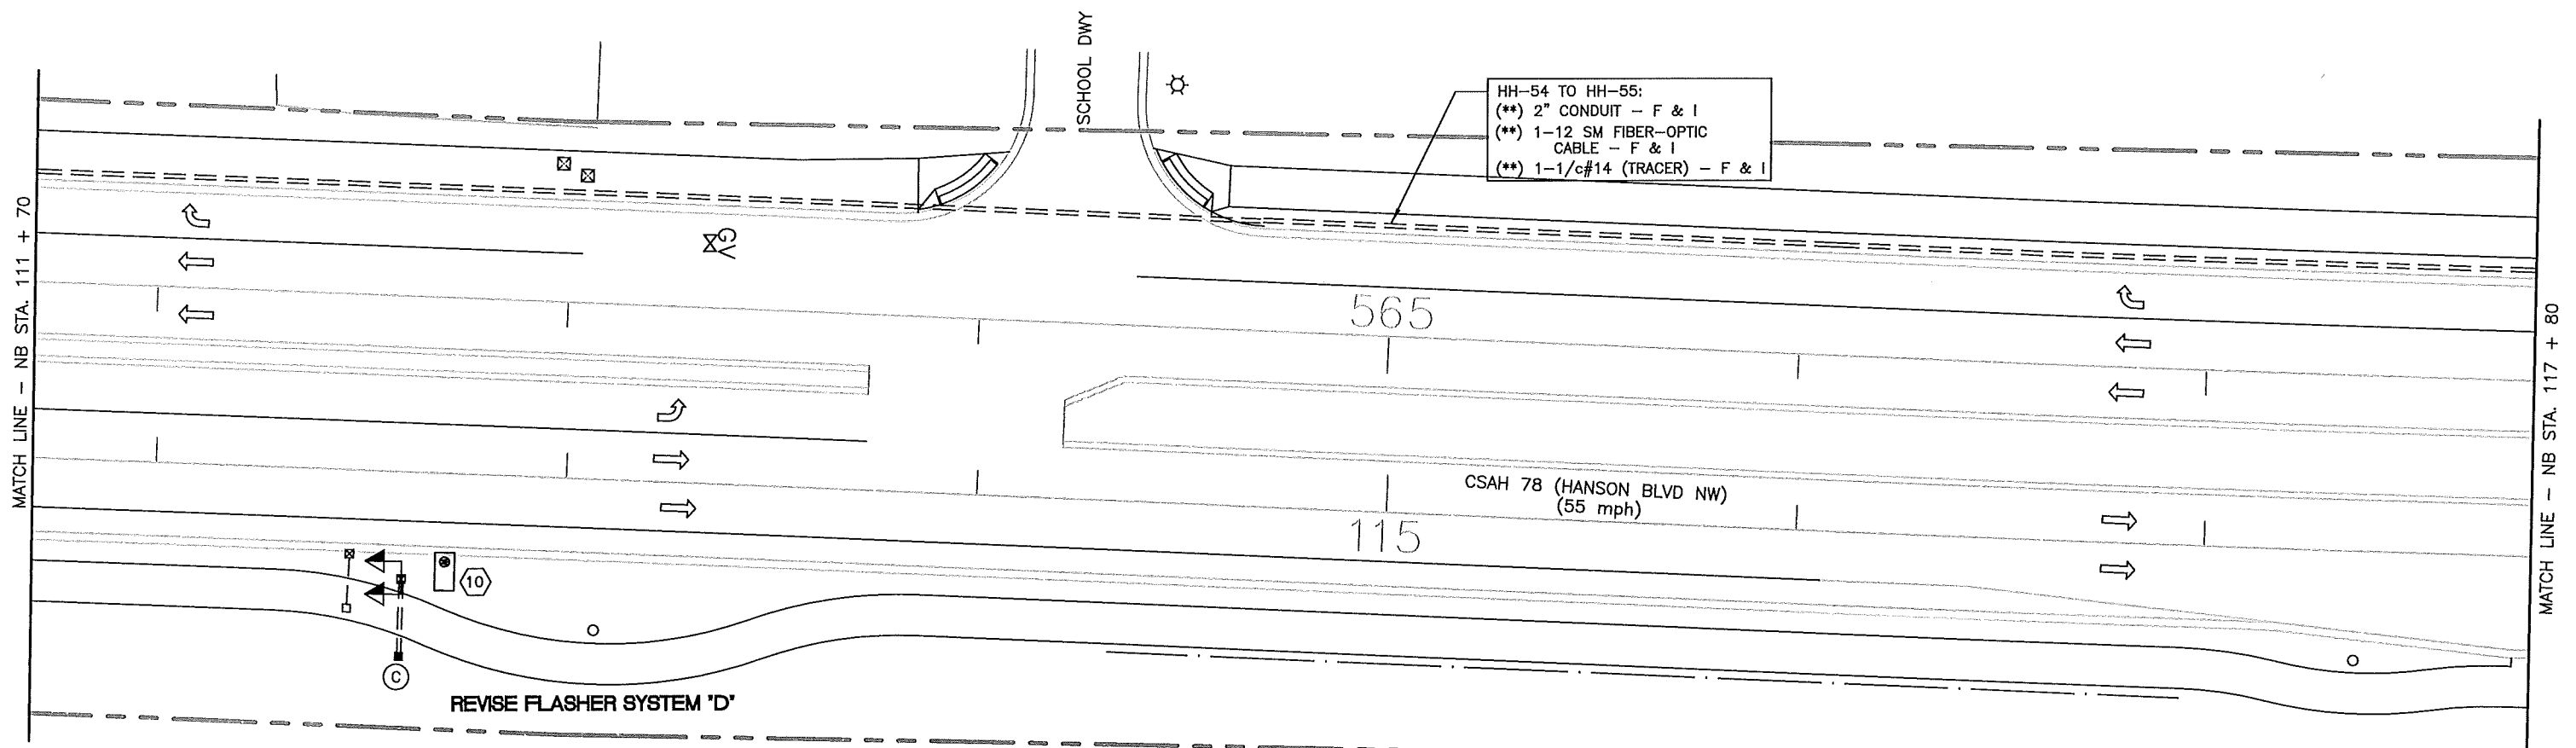 SCHOOL DWY
HH-54 TO HH-55:
(**) 2" CONDUIT - F & I
(**) 1-12 SM FIBER-OPTIC
CABLE - F & I
(**) 1-1/c#14 (TRACER) - F & I
MATCH LINE - NB STA. 111 + 70
GV
565
MATCH LINE - NB STA. 117 + 80
CSAH 78 (HANSON BLVD NW)
(55 mph)
115
10
C
REVISE FLASHER SYSTEM "D"